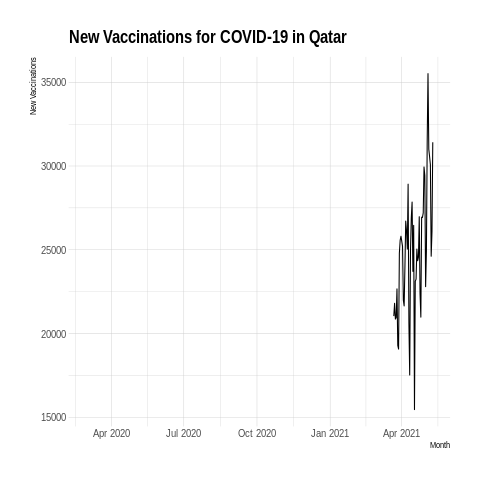 New Vaccinations for COVID-19 in Qatar
New Vaccinations
35000
30000
25000
20000
15000
Apr 2020 Jul 2020 Oct 2020 Jan 2021 Apr 2021
Month